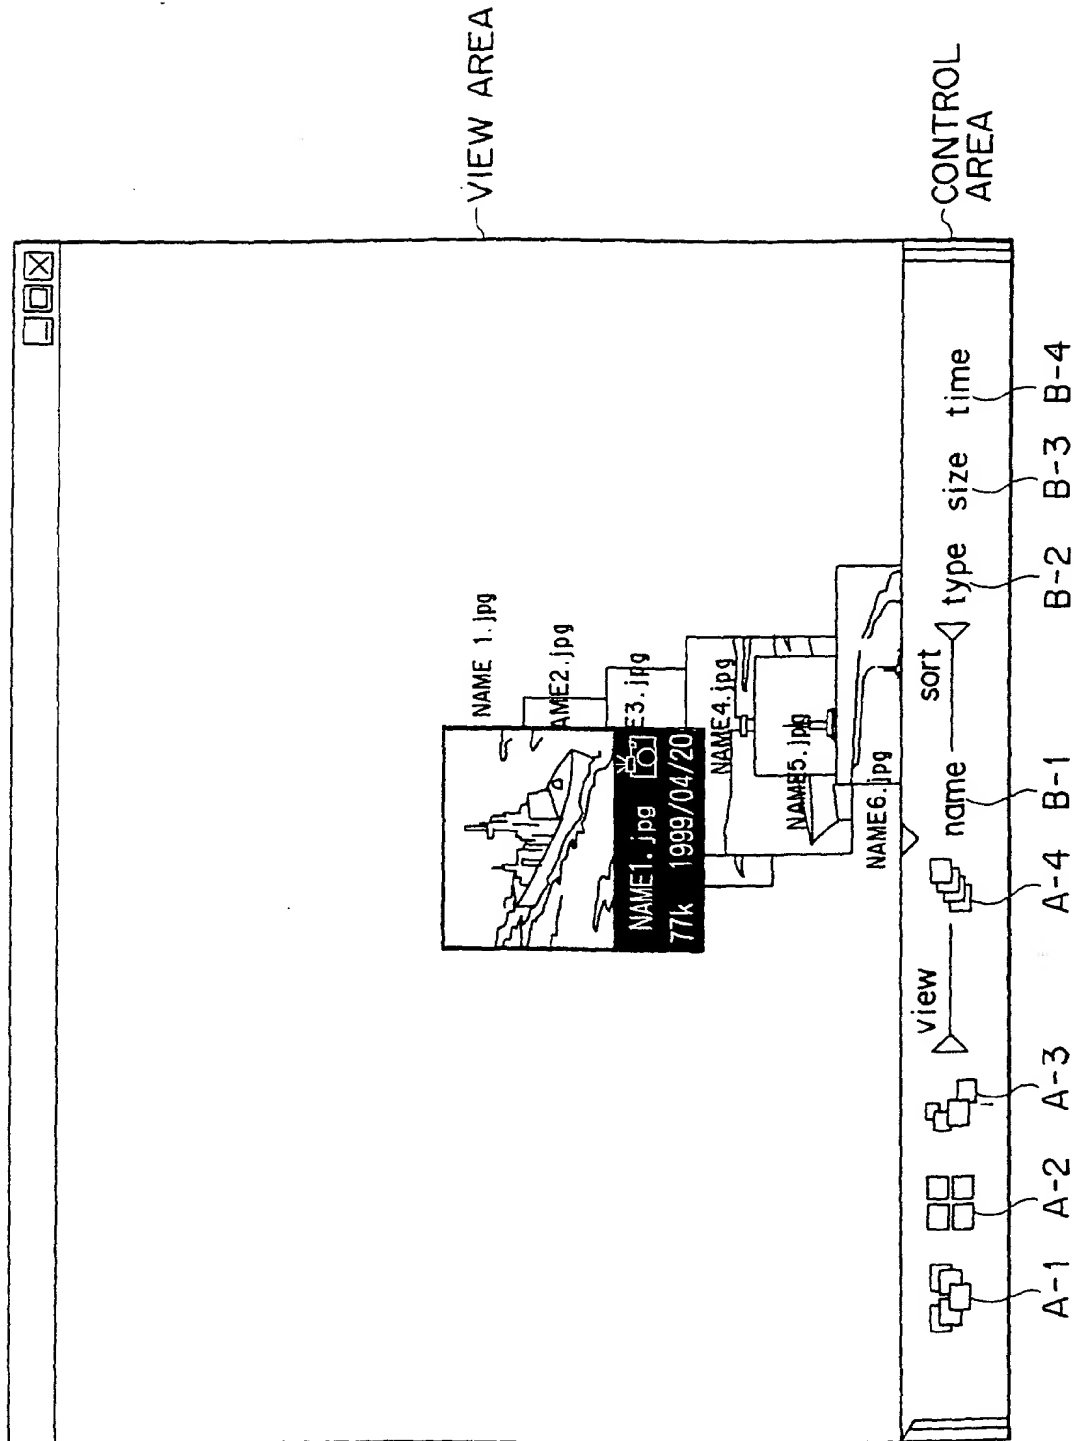 VIEW AREA
NAME 1.jpg
AME2.jpg
E3.jpg
NAME1.jpg
77k 1999/04/20
NAME4.jpg
NAME5.jpg
NAME6.jpg
view
sort
name
type
size
time
CONTROL
AREA
A-1
A-2
A-3
A-4
B-1
B-2
B-3
B-4